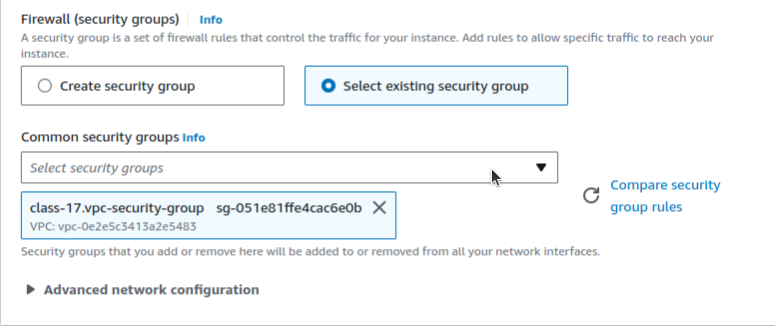 Firewall (security groups) Info
A security group is a set of firewall rules that control the traffic for your instance. Add rules to allow specific traffic to reach your
instance.
Create security group
Select existing security group
Common security groups Info
Select security groups
Compare security
group rules
class-17.vpc-security-group sg-051e81ffe4cac6e0b
VPC: vpc-0e2e5c3413a2e5483
Security groups that you add or remove here will be added to or removed from all your network interfaces.
Advanced network configuration